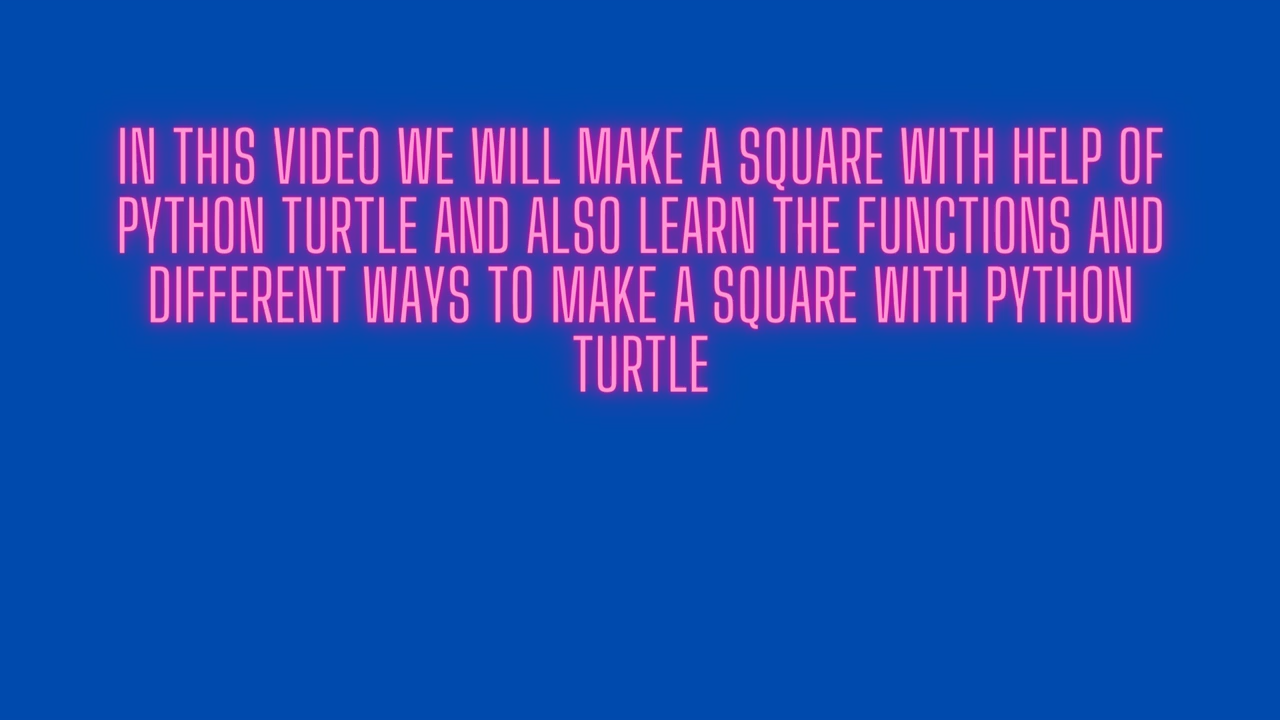 IN THIS VIDEO WE WILL MAKE A SQUARE WITH HELP OF
PYTHON TURTLE AND ALSO LEARN THE FUNCTIONS AND
DIFFERENT WAYS TO MAKE A SQUARE WITH PYTHON
TURTLE